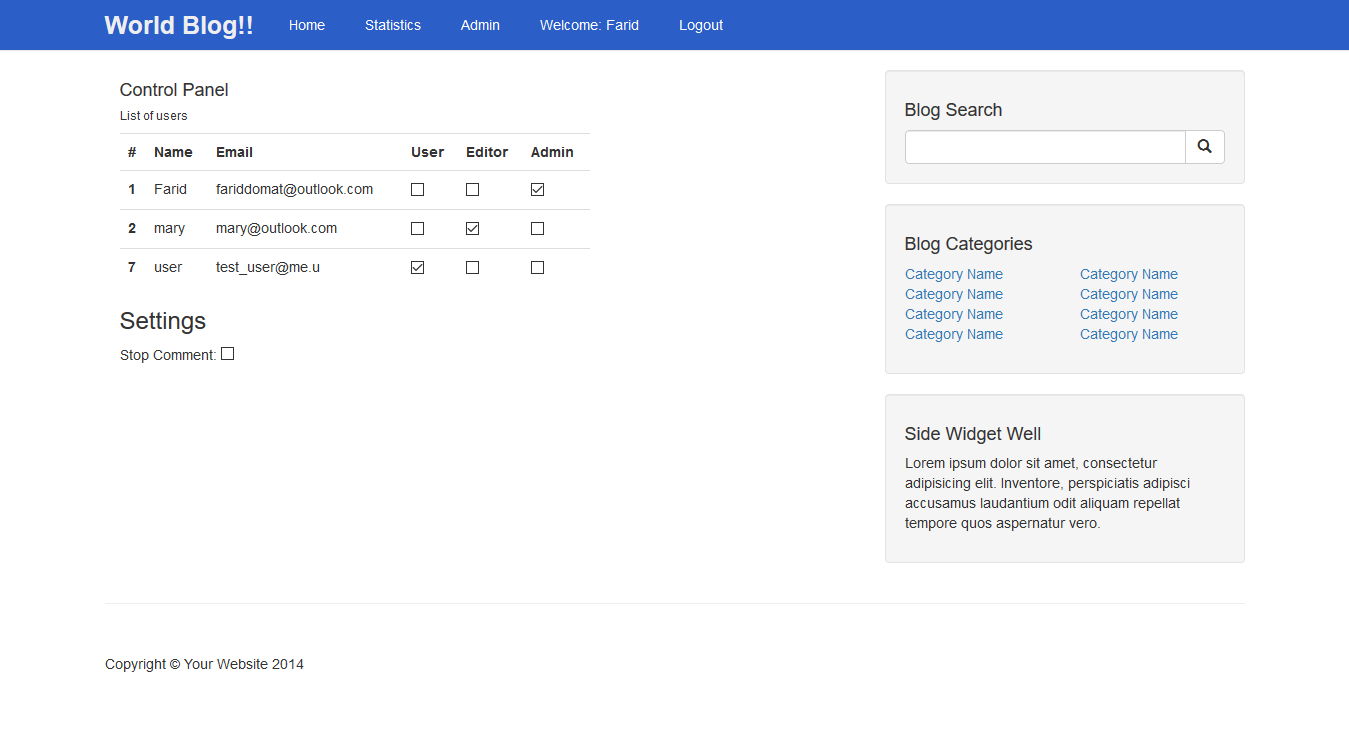 World Blog!! Home Statistics Admin Welcome: Farid Logout
Control Panel
List of users
# Name Email User Editor Admin
1 Farid fariddomat@outlook.com
2 mary mary@outlook.com
7 user test_user@me.u
Settings
Stop Comment:
Blog Search
Blog Categories
Category Name Category Name
Category Name Category Name
Category Name Category Name
Category Name Category Name
Side Widget Well
Lorem ipsum dolor sit amet, consectetur
adipisicing elit. Inventore, perspiciatis adipisci
accusamus laudantium odit aliquam repellat
tempore quos aspernatur vero.
Copyright © Your Website 2014